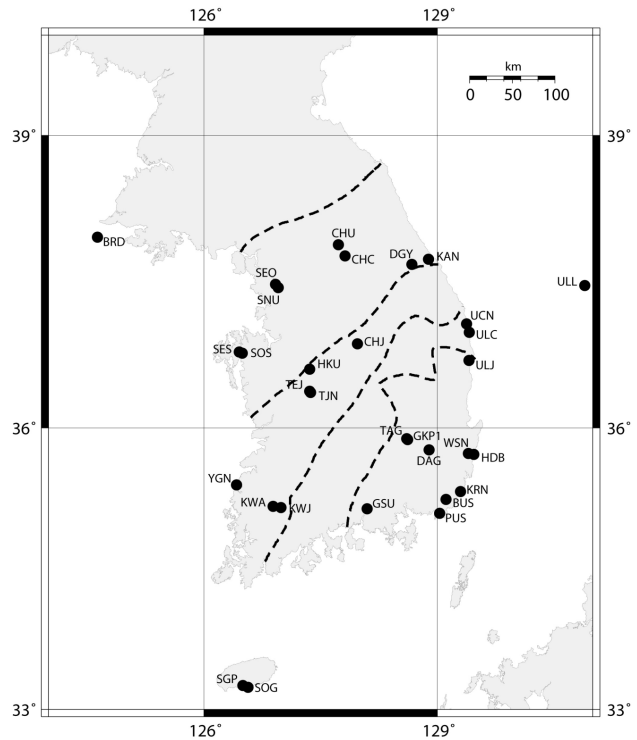 126° 129°
km
0 50 100
39° 39°
CHU
BRD
CHC
DGY KAN
SEO
ULL
SNU
UCN
ULC
SES SOS
CHJ
HKU
ULJ
TEJ
TJN
36° 36°
TAG GKP1
WSN
DAG HDB
YGN
KRN
KWA KWJ GSU BUS
PUS
SGP
SOG
33° 33°
126° 129°